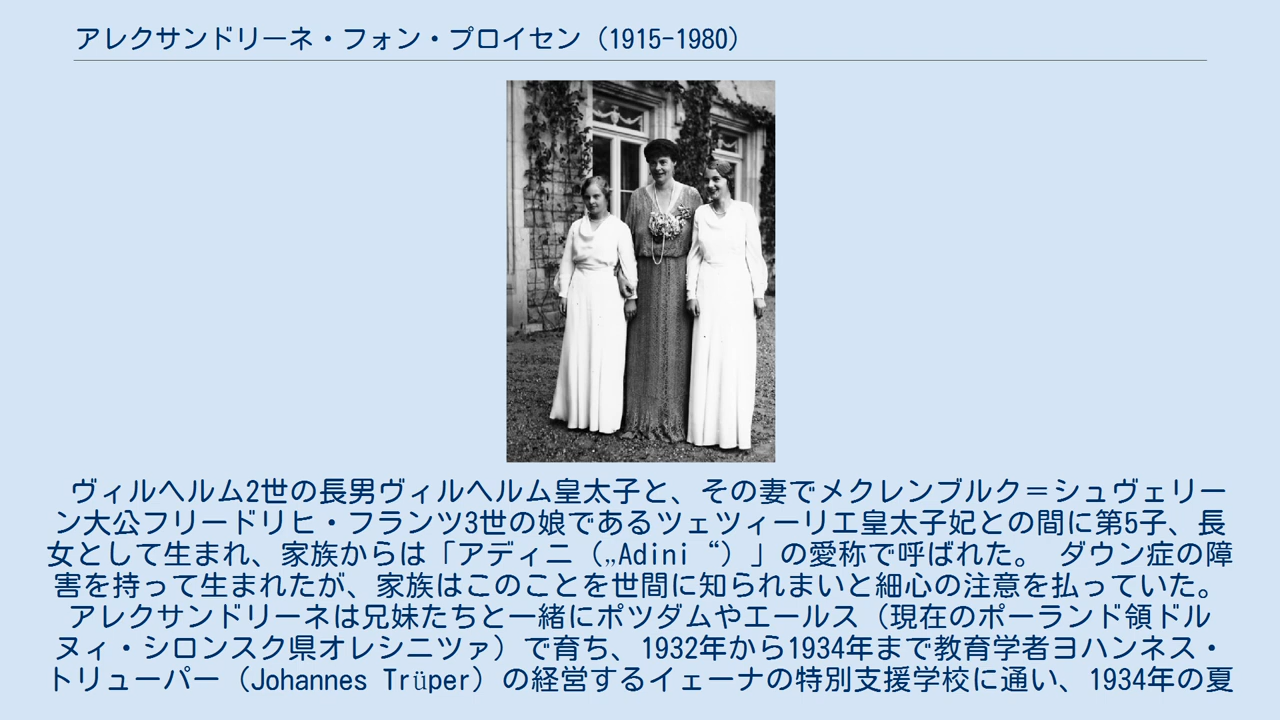 アレクサンドリーネ・フォン・プロイセン（1915-1980）
ヴィルヘルム2世の長男ヴィルヘルム皇太子と、その妻でメクレンブルク＝シュヴェリー
ン大公フリードリヒ・フランツ3世の娘であるツェツィーリエ皇太子妃との間に第5子、長
女として生まれ、家族からは「アディニ（„Adini “）」の愛称で呼ばれた。 ダウン症の障
害を持って生まれたが、家族はこのことを世間に知られまいと細心の注意を払っていた。
アレクサンドリーネは兄妹たちと一緒にポツダムやエールス（現在のポーランド領ドル
ヌィ・シロンスク県オレシニツァ）で育ち、1932年から1934年まで教育学者ヨハンネス・
トリューパー（Johannes Trüper）の経営するイェーナの特別支援学校に通い、1934年の夏